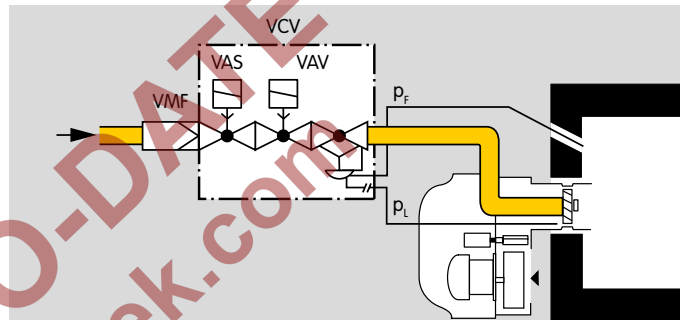 VCV
VAS VAV
VMF
pF
pL
O-DATE
ek.com